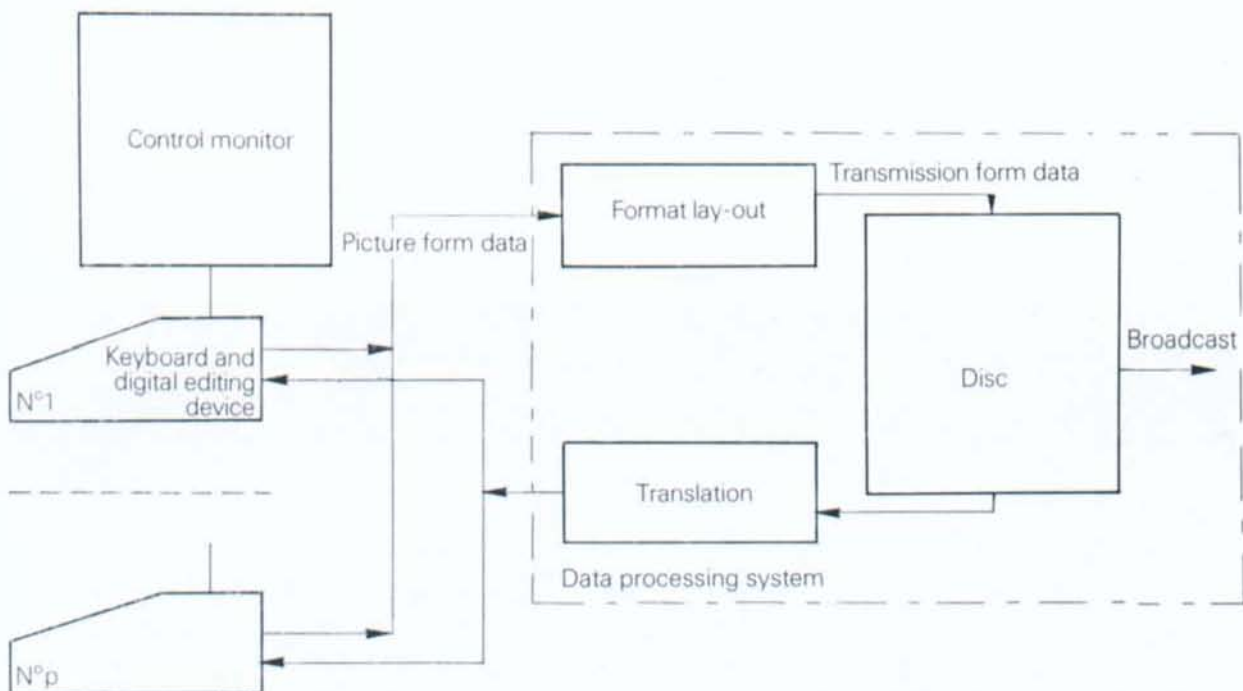 Control monitor
Format lay-out
Transmission form data
Picture form data
Broadcast
Keyboard and
digital editing
device
N°1
Disc
Translation
Data processing system
N°p